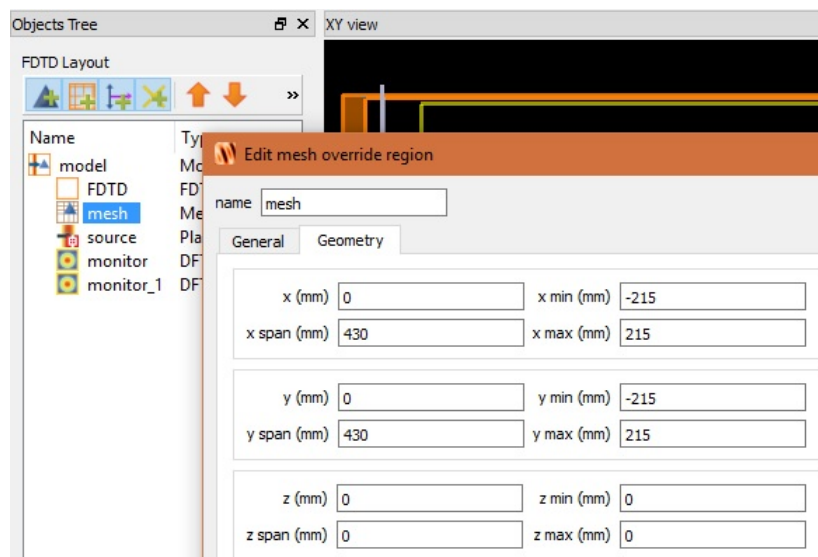 Objects Tree
XY view
FDTD Layout
»
Name Ty
model Mo
FDTD FD
mesh Me
source Pla
monitor DF
monitor_1 DF
Edit mesh override region
name mesh
General Geometry
x (mm) 0 x min (mm) -215
x span (mm) 430 x max (mm) 215
y (mm) 0 y min (mm) -215
y span (mm) 430 y max (mm) 215
z (mm) 0 z min (mm) 0
z span (mm) 0 z max (mm) 0